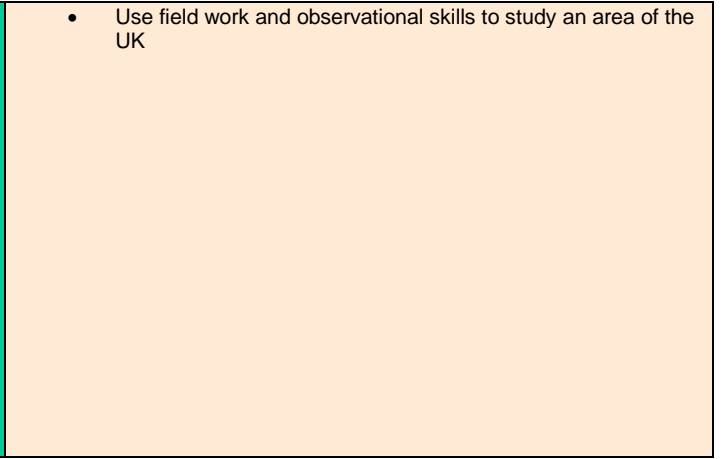 • Use field work and observational skills to study an area of the
UK